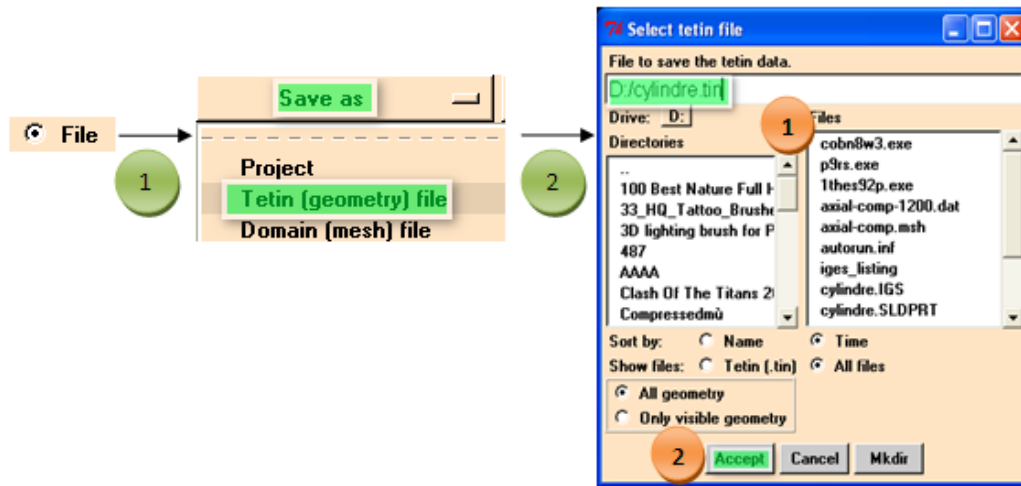 File
1
Save as
Project
Tetin (geometry) file
Domain (mesh) file
2
Select tetin file
File to save the tetin data.
D:/cylindre.tin
Drive: D:
1
Directories
..
100 Best Nature Full H
33_HQ_Tattoo_Brushe
3D lighting brush for P
487
AAAA
Clash Of The Titans 2
Compressedmù
Files
cobn8w3.exe
p9rs.exe
1thes92p.exe
axial-comp-1200.dat
axial-comp.msh
autorun.inf
iges_listing
cylindre.IGS
cylindre.SLDPRT
Sort by: Name Time
Show files: Tetin (.tin) All files
All geometry
Only visible geometry
2
Accept Cancel Mkdir